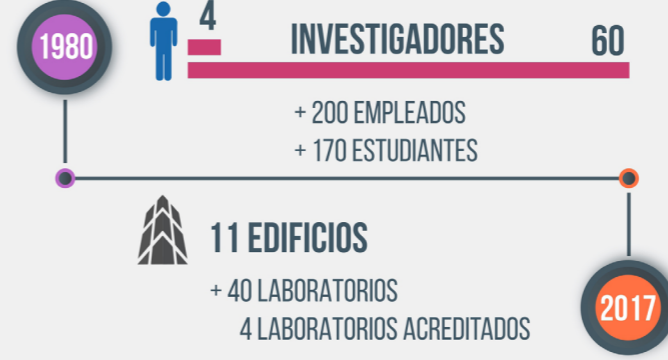 1980
4
INVESTIGADORES
60
+ 200 EMPLEADOS
+ 170 ESTUDIANTES
11 EDIFICIOS
+ 40 LABORATORIOS
4 LABORATORIOS ACREDITADOS
2017